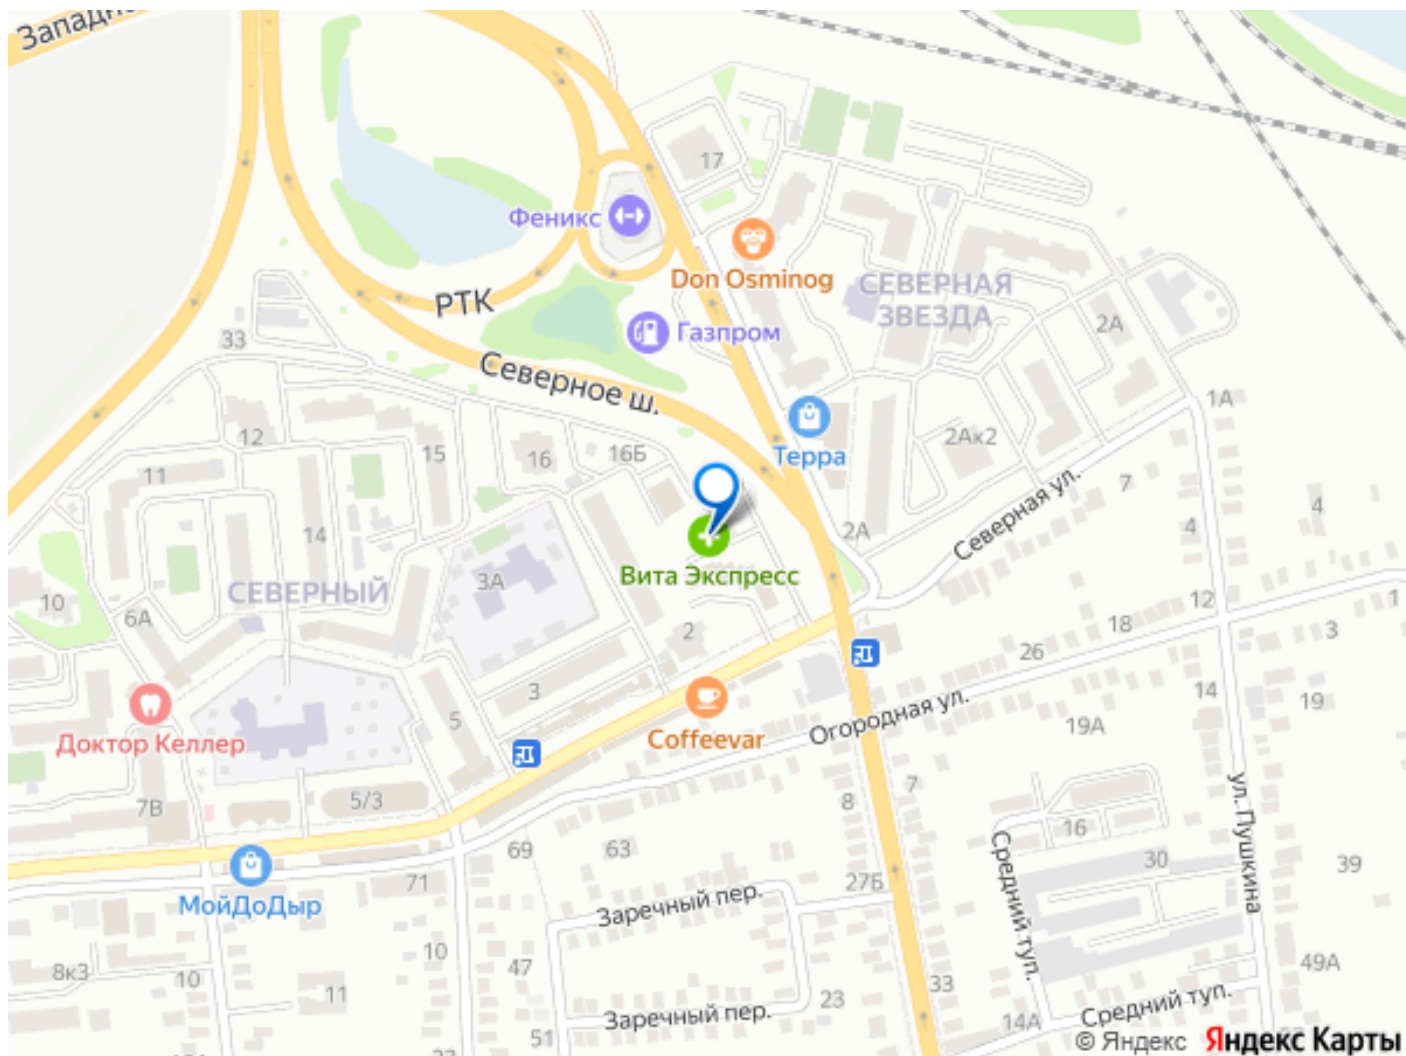 Западн
17
Феникс
Don Osminog
СЕВЕРНАЯ
ЗВЕЗДА
РТК
Газпром
2А
33
Северное ш.
1А
12
15
16
16Б
Терра
2Ак2
11
7
4
4
14
2А
Северная ул.
СЕВЕРНЫЙ
3А
Вита Экспресс
10
6А
12
1
2
18
3
26
3
14
19
5
Доктор Келлер
Coffeevar
Огородная ул.
19А
7В
5/3
8
7
ул. Пушкина
16
69
63
Средний туп.
30
39
МойДоДыр
71
27Б
Заречный пер.
10
47
8к3
10
11
33
49А
23
51
Заречный пер.
14А
Средний туп.
© Яндекс Яндекс Карты